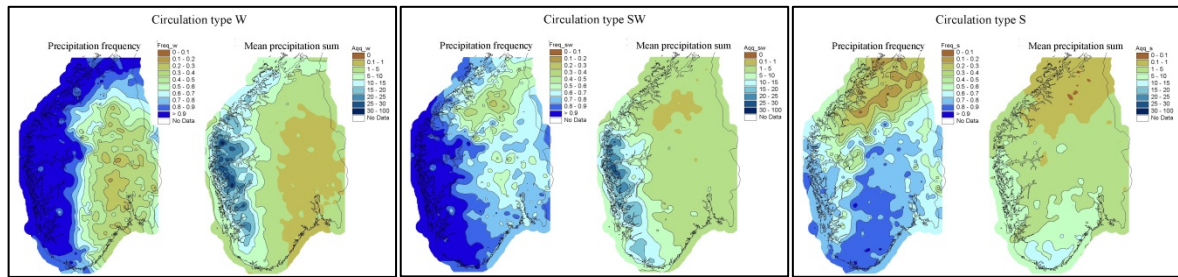 Circulation type W
Precipitation frequency
Freq_w
0 - 0.1
0.1 - 0.2
0.2 - 0.3
0.3 - 0.4
0.4 - 0.5
0.5 - 0.6
0.6 - 0.7
0.7 - 0.8
0.8 - 0.9
> 0.9
No Data
Mean precipitation sum
Aqq_w
0
0.1 - 1
1 - 5
5 - 10
10 - 15
15 - 20
20 - 25
25 - 30
30 - 100
No Data
Circulation type SW
Precipitation frequency
Freq_sw
0 - 0.1
0.1 - 0.2
0.2 - 0.3
0.3 - 0.4
0.4 - 0.5
0.5 - 0.6
0.6 - 0.7
0.7 - 0.8
0.8 - 0.9
> 0.9
No Data
Mean precipitation sum
Aqq_sw
0
0.1 - 1
1 - 5
5 - 10
10 - 15
15 - 20
20 - 25
25 - 30
30 - 100
No Data
Circulation type S
Precipitation frequency
Freq_s
0 - 0.1
0.1 - 0.2
0.2 - 0.3
0.3 - 0.4
0.4 - 0.5
0.5 - 0.6
0.6 - 0.7
0.7 - 0.8
0.8 - 0.9
> 0.9
No Data
Mean precipitation sum
Aqq_s
0
0.1 - 1
1 - 5
5 - 10
10 - 15
15 - 20
20 - 25
25 - 30
30 - 100
No Data